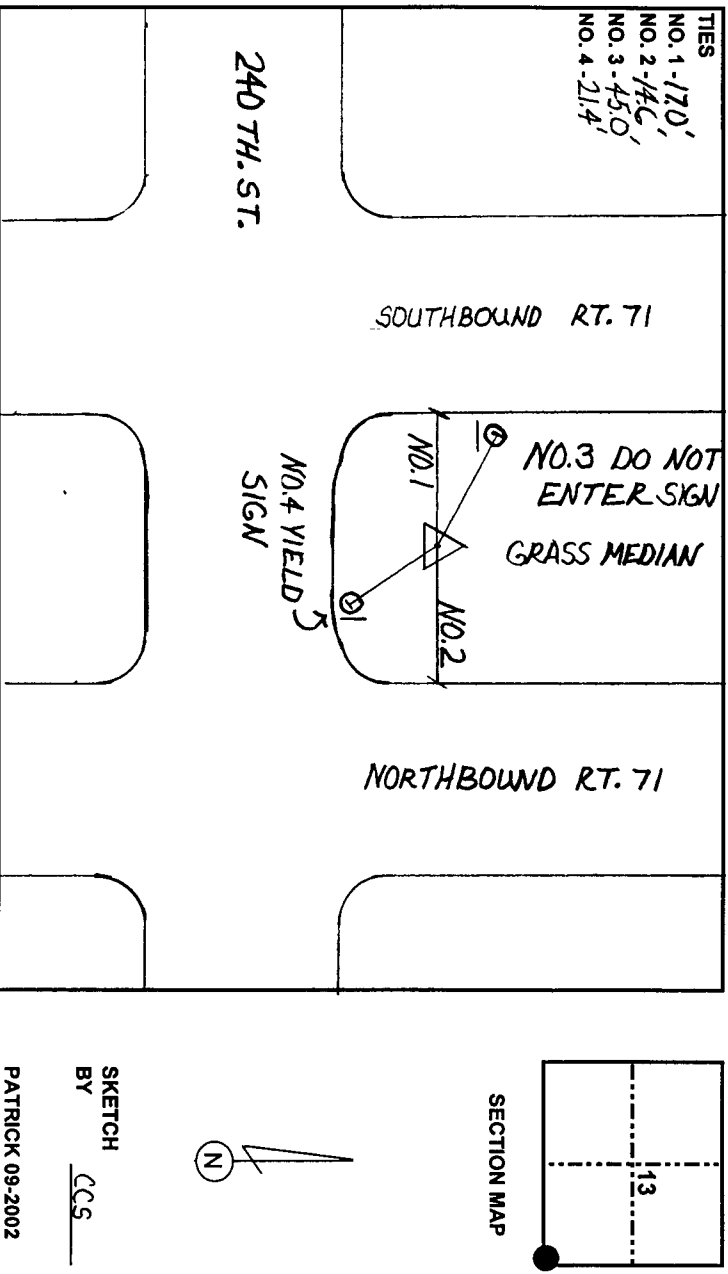 TIES
NO. 1 - 17.0'
NO. 2 - 14.6'
NO. 3 - 45.0'
NO. 4 - 21.4'
240 TH. ST.
SOUTHBOUND RT. 71
NO.1
NO.3 DO NOT
ENTER SIGN
GRASS MEDIAN
NO.2
NO.4 YIELD
SIGN
NORTHBOUND RT. 71
13
SECTION MAP
N
SKETCH
BY CCS
PATRICK 09-2002